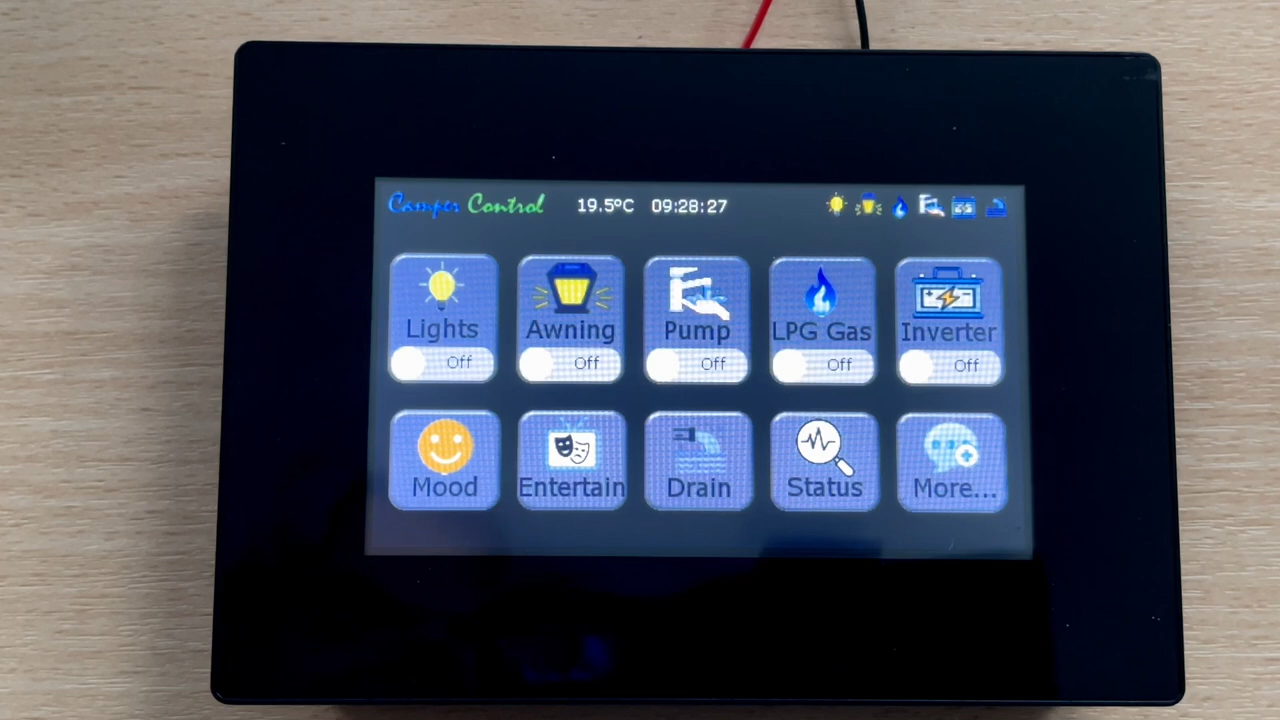 Camper Control 19.5°C 09:28:27
Lights Awning Pump LPG Gas Inverter
Off Off Off Off Off
Mood Entertain Drain Status More...